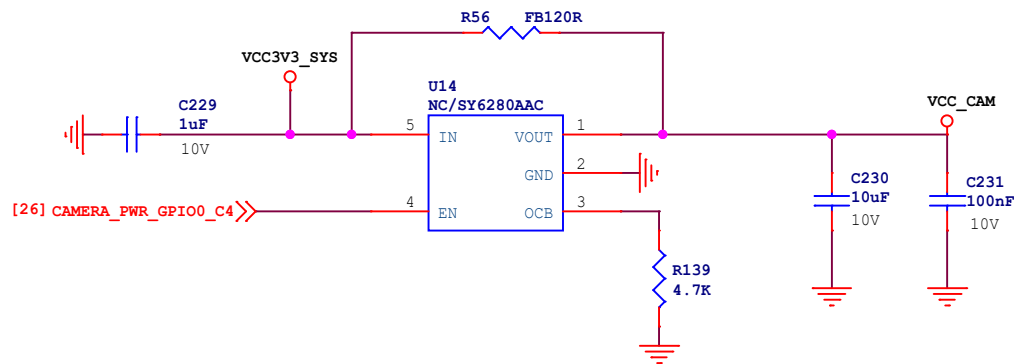 R56 FB120R
VCC3V3_SYS
U14
NC/SY6280AAC
C229
1uF
10V
5 IN VOUT 1
GND 2
4 EN OCB 3
[26] CAMERA_PWR_GPIO0_C4
VCC_CAM
C230
10uF
10V
C231
100nF
10V
R139
4.7K